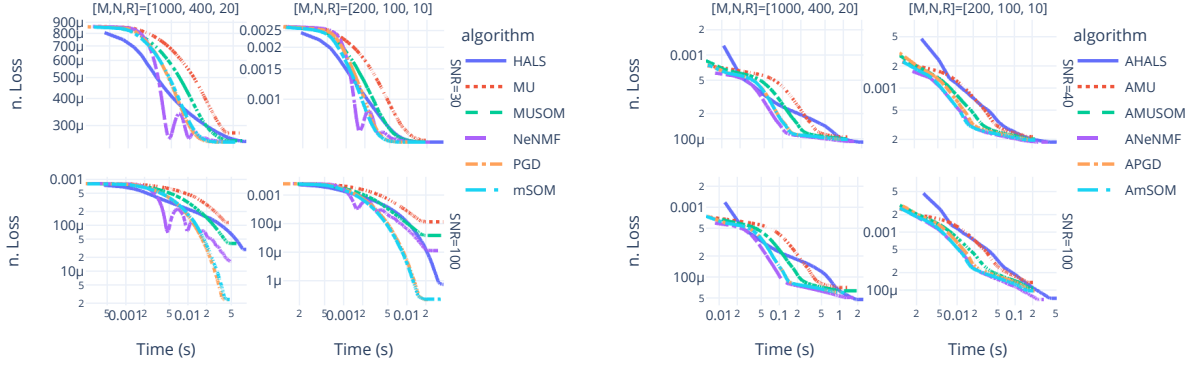 [M,N,R]=[1000, 400, 20]
[M,N,R]=[200, 100, 10]
900μ
800μ
700μ
600μ
500μ
400μ
300μ
n. Loss
0.0025
0.002
0.0015
0.001
SNR=30
algorithm
HALS
MU
MUSOM
NeNMF
PGD
mSOM
0.001
5
2
100μ
5
2
10μ
5
2
n. Loss
0.001
100μ
10μ
1μ
SNR=100
5
0.001
2
5
0.01
2
5
2
5
0.001
2
5
0.01
2
Time (s)
Time (s)
[M,N,R]=[1000, 400, 20]
[M,N,R]=[200, 100, 10]
2
0.001
5
2
100μ
n. Loss
5
2
0.001
5
2
SNR=40
algorithm
AHALS
AMU
AMUSOM
ANeNMF
APGD
AmSOM
2
0.001
5
2
100μ
5
n. Loss
5
2
0.001
5
2
100μ
SNR=100
0.01
2
5
0.1
2
5
1
2
2
5
0.01
2
5
0.1
2
5
Time (s)
Time (s)